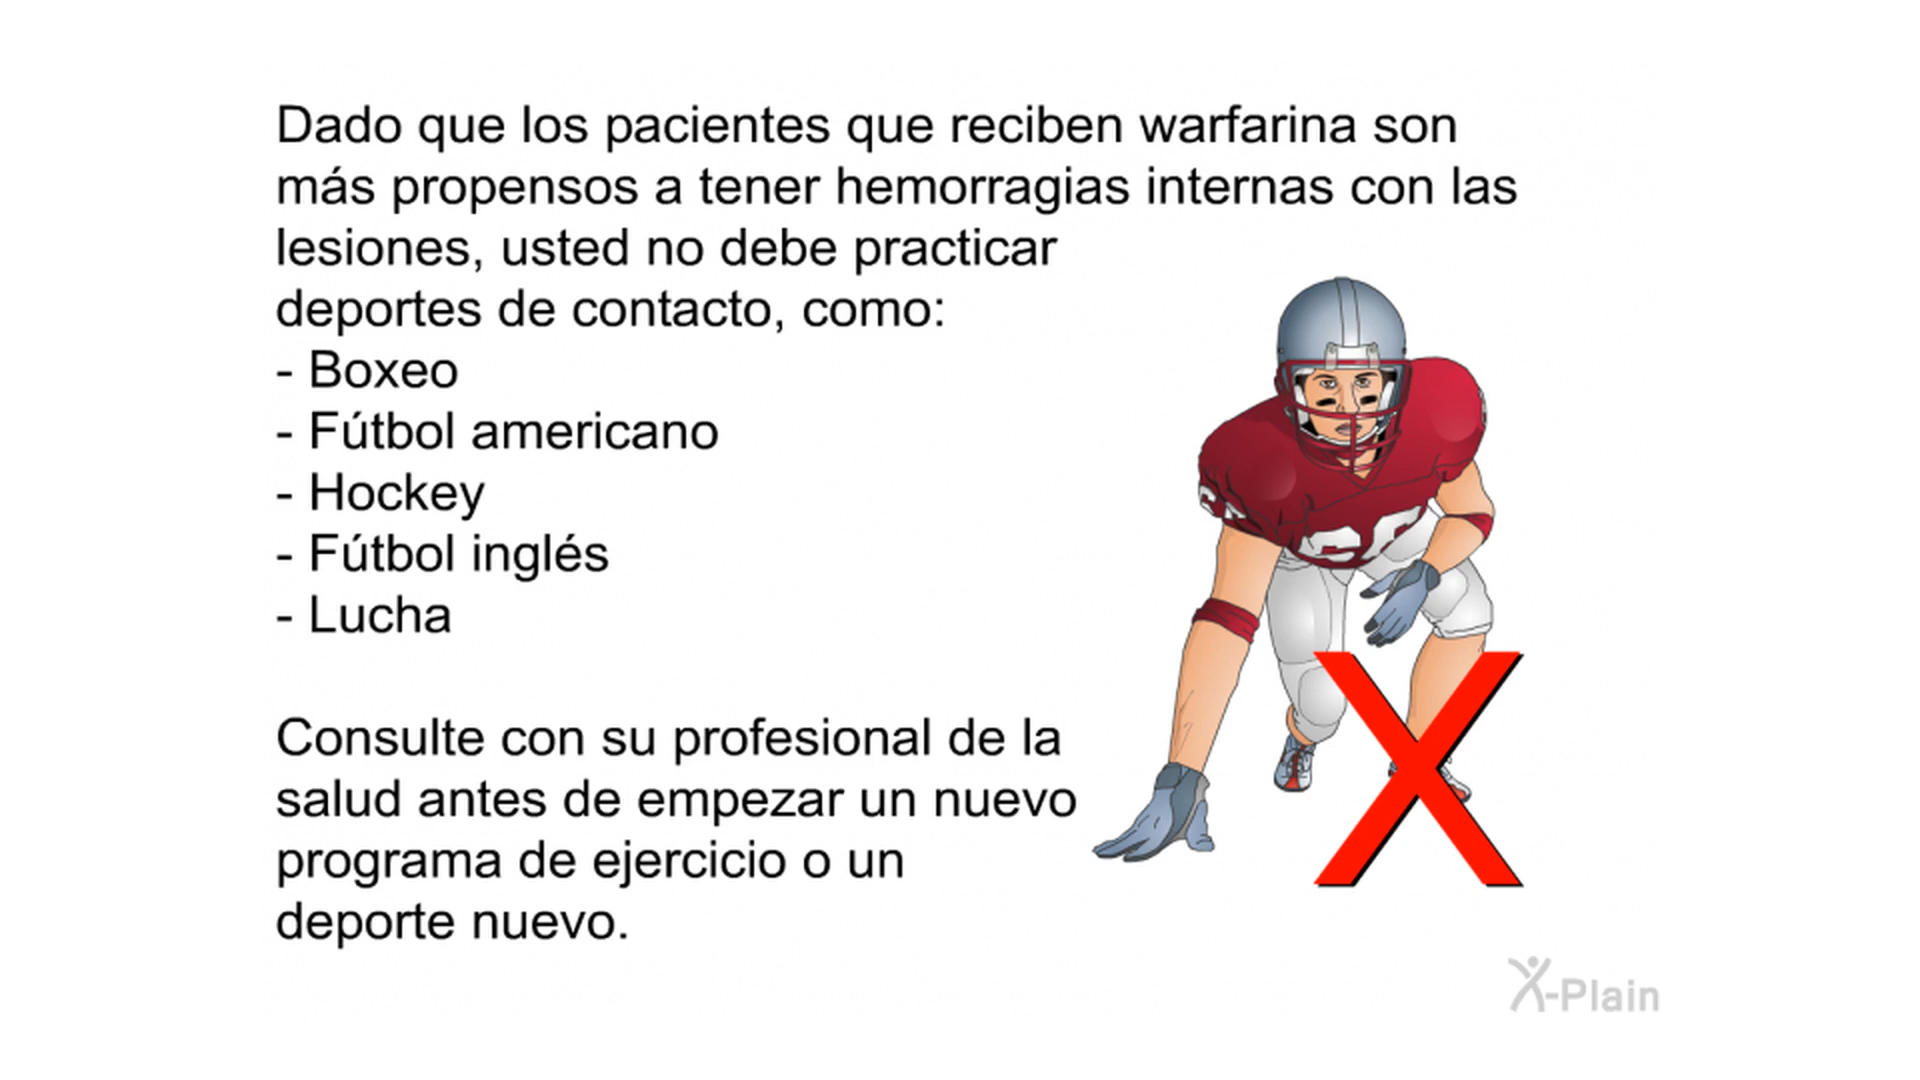 Dado que los pacientes que reciben warfarina son
más propensos a tener hemorragias internas con las
lesiones, usted no debe practicar
deportes de contacto, como:
- Boxeo
- Fútbol americano
- Hockey
- Fútbol inglés
- Lucha
Consulte con su profesional de la
salud antes de empezar un nuevo
programa de ejercicio o un
deporte nuevo.
X-Plain